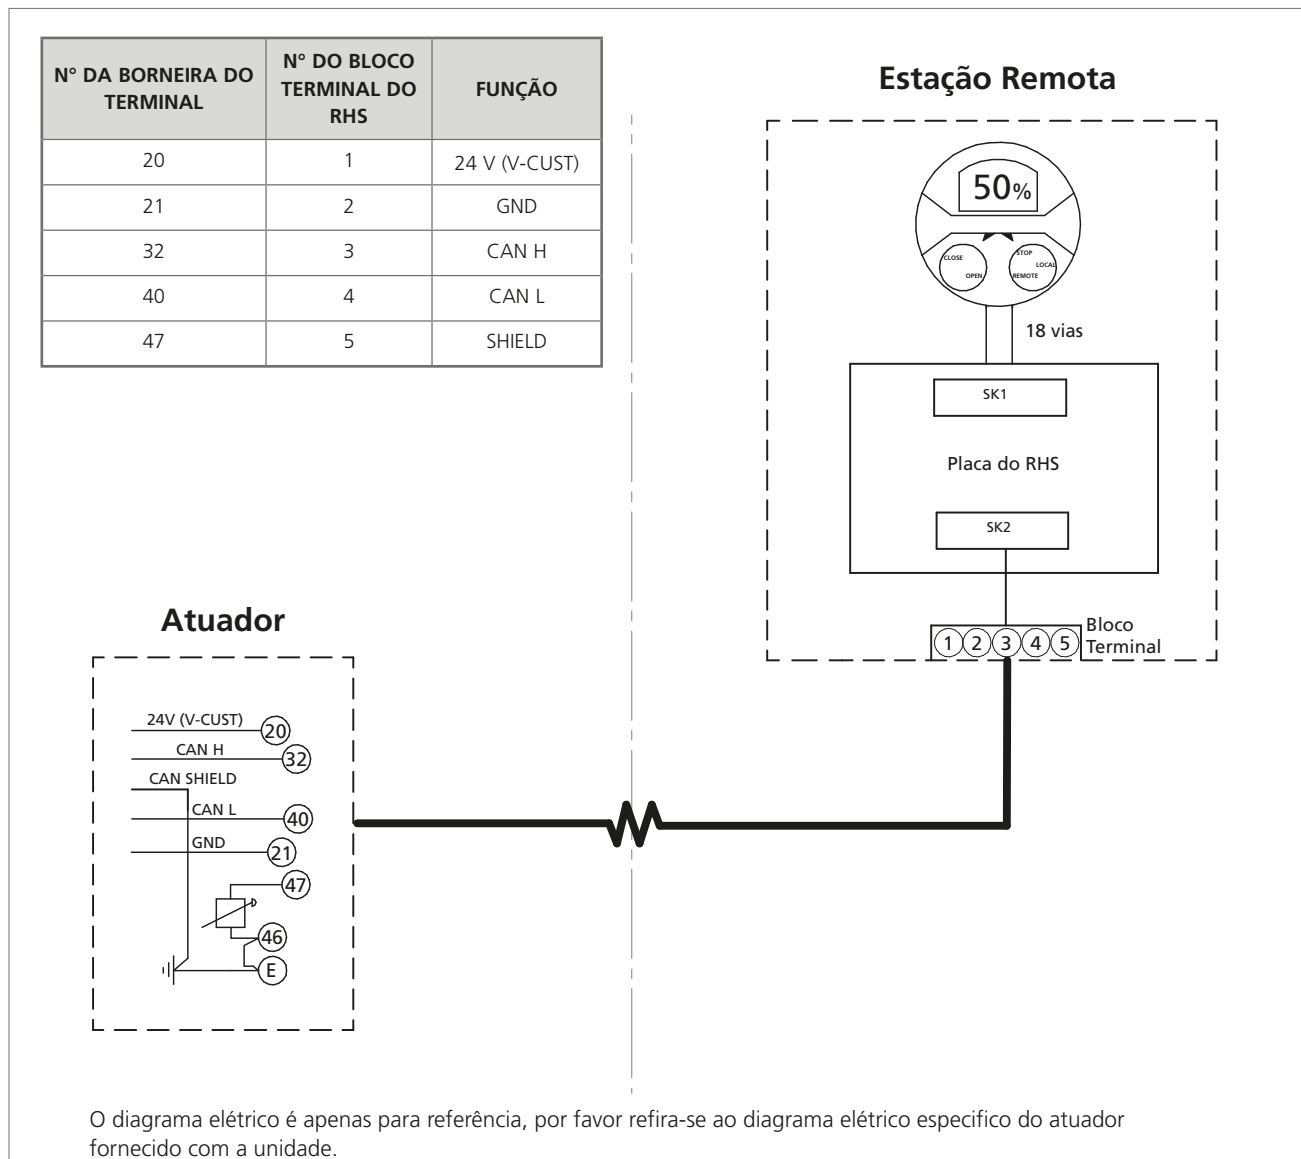 N° DA BORNEIRA DO
TERMINAL
N° DO BLOCO
TERMINAL DO
RHS
FUNÇÃO
20 1 24 V (V-CUST)
21 2 GND
32 3 CAN H
40 4 CAN L
47 5 SHIELD
Estação Remota
50%
CLOSE
OPEN
STOP
LOCAL
REMOTE
18 vias
SK1
Placa do RHS
SK2
Bloco
Terminal
1 2 3 4 5
Atuador
24V (V-CUST) 20
CAN H 32
CAN SHIELD
CAN L 40
GND 21
47
46
E
O diagrama elétrico é apenas para referência, por favor refira-se ao diagrama elétrico especifico do atuador
fornecido com a unidade.